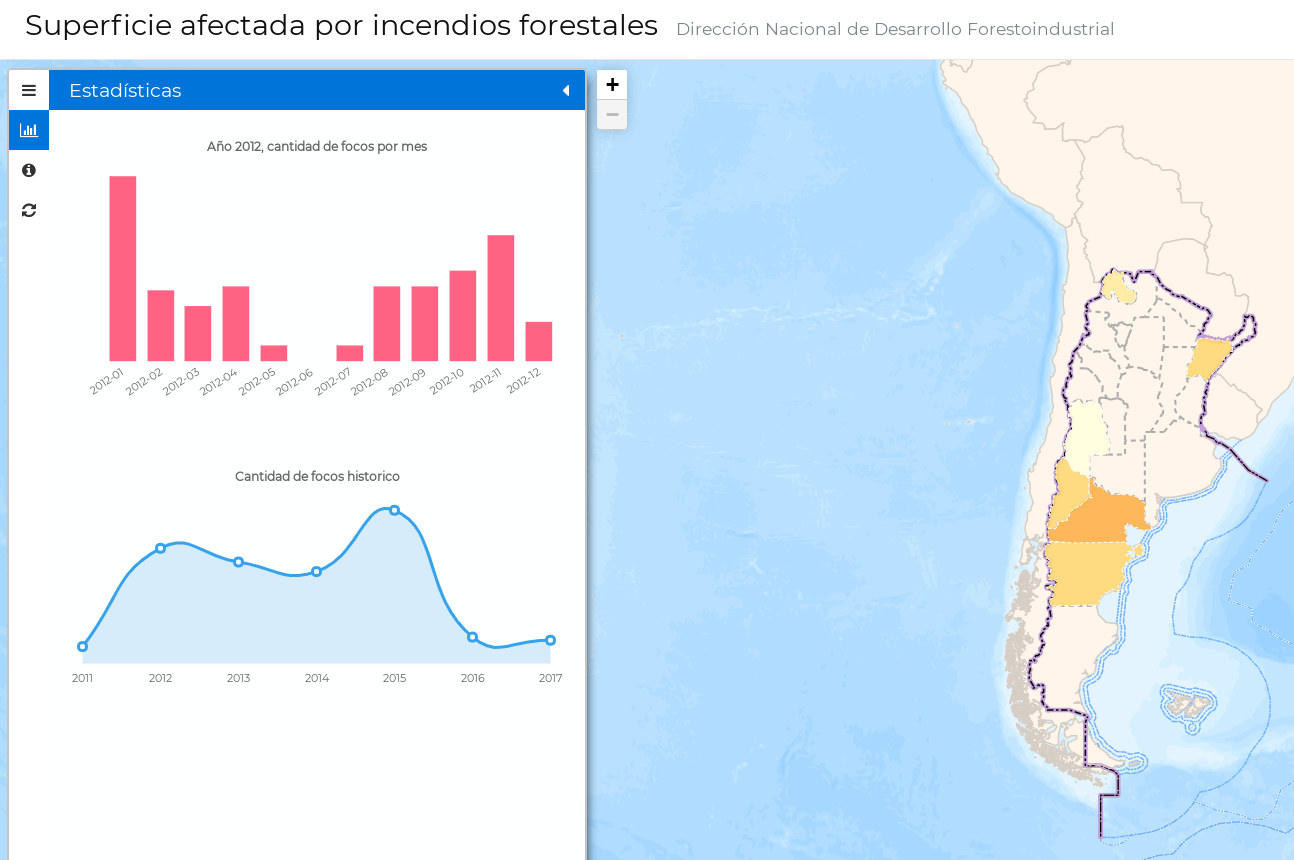 Superficie afectada por incendios forestales Dirección Nacional de Desarrollo Forestoindustrial
Estadísticas
+
−
Año 2012, cantidad de focos por mes
2012-01 2012-02 2012-03 2012-04 2012-05 2012-06 2012-07 2012-08 2012-09 2012-10 2012-11 2012-12
Cantidad de focos historico
2011 2012 2013 2014 2015 2016 2017